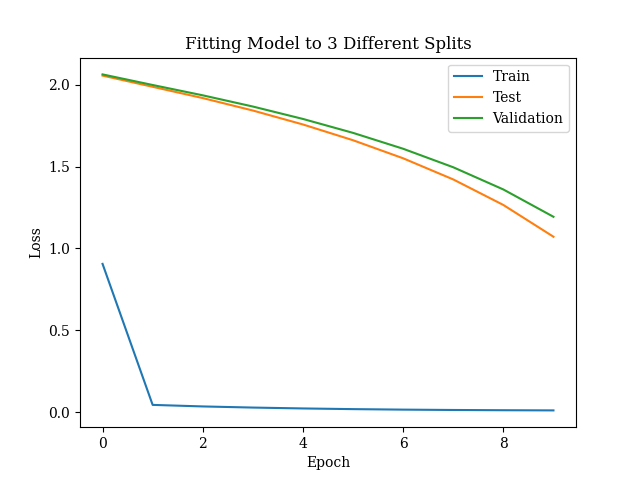 Fitting Model to 3 Different Splits
Train
Test
Validation
2.0
1.5
1.0
0.5
0.0
Loss
0 2 4 6 8
Epoch